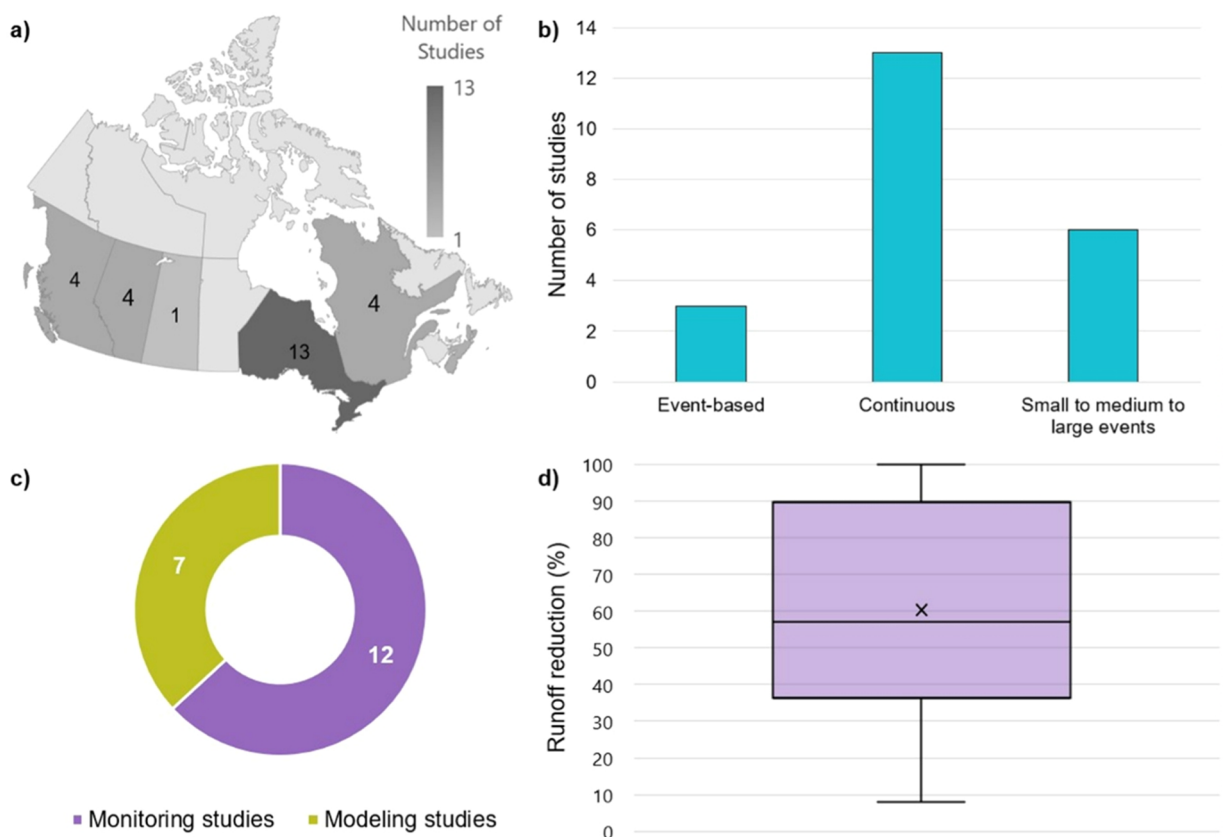 a)
Number of
Studies
13
1
4
4
1
13
4
b)
Number of studies
14
12
10
8
6
4
2
0
Event-based
Continuous
Small to medium to
large events
c)
7
12
Monitoring studies
Modeling studies
d)
Runoff reduction (%)
100
90
80
70
60
50
40
30
20
10
0